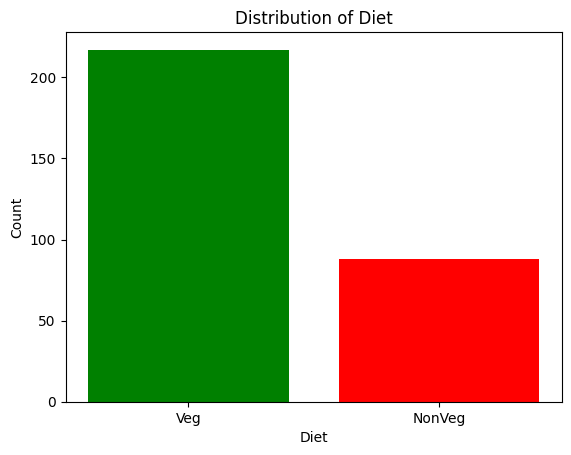 Distribution of Diet
Count
200
150
100
50
0
Veg
NonVeg
Diet